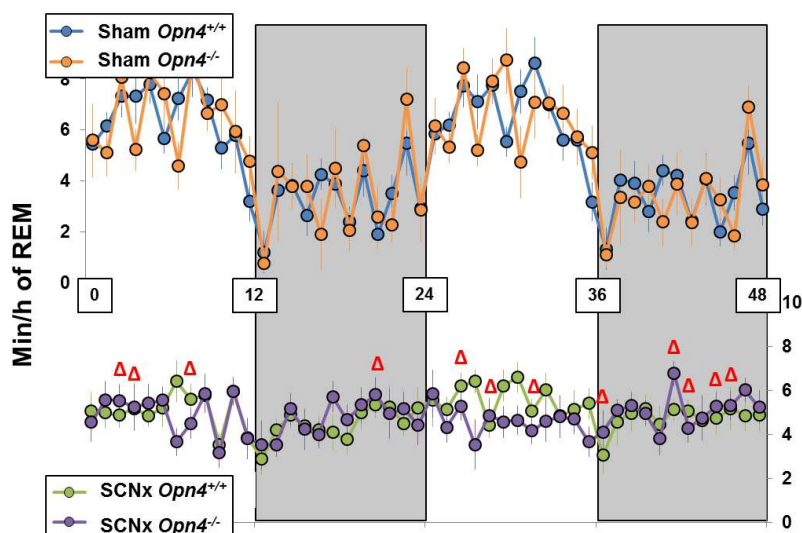 Sham Opn4+/+
Sham Opn4-/-
8
6
4
2
0
Min/h of REM
0
12
24
36
48
10
8
6
4
2
0
Δ Δ Δ Δ Δ Δ Δ Δ Δ Δ Δ Δ
SCNx Opn4+/+
SCNx Opn4-/-